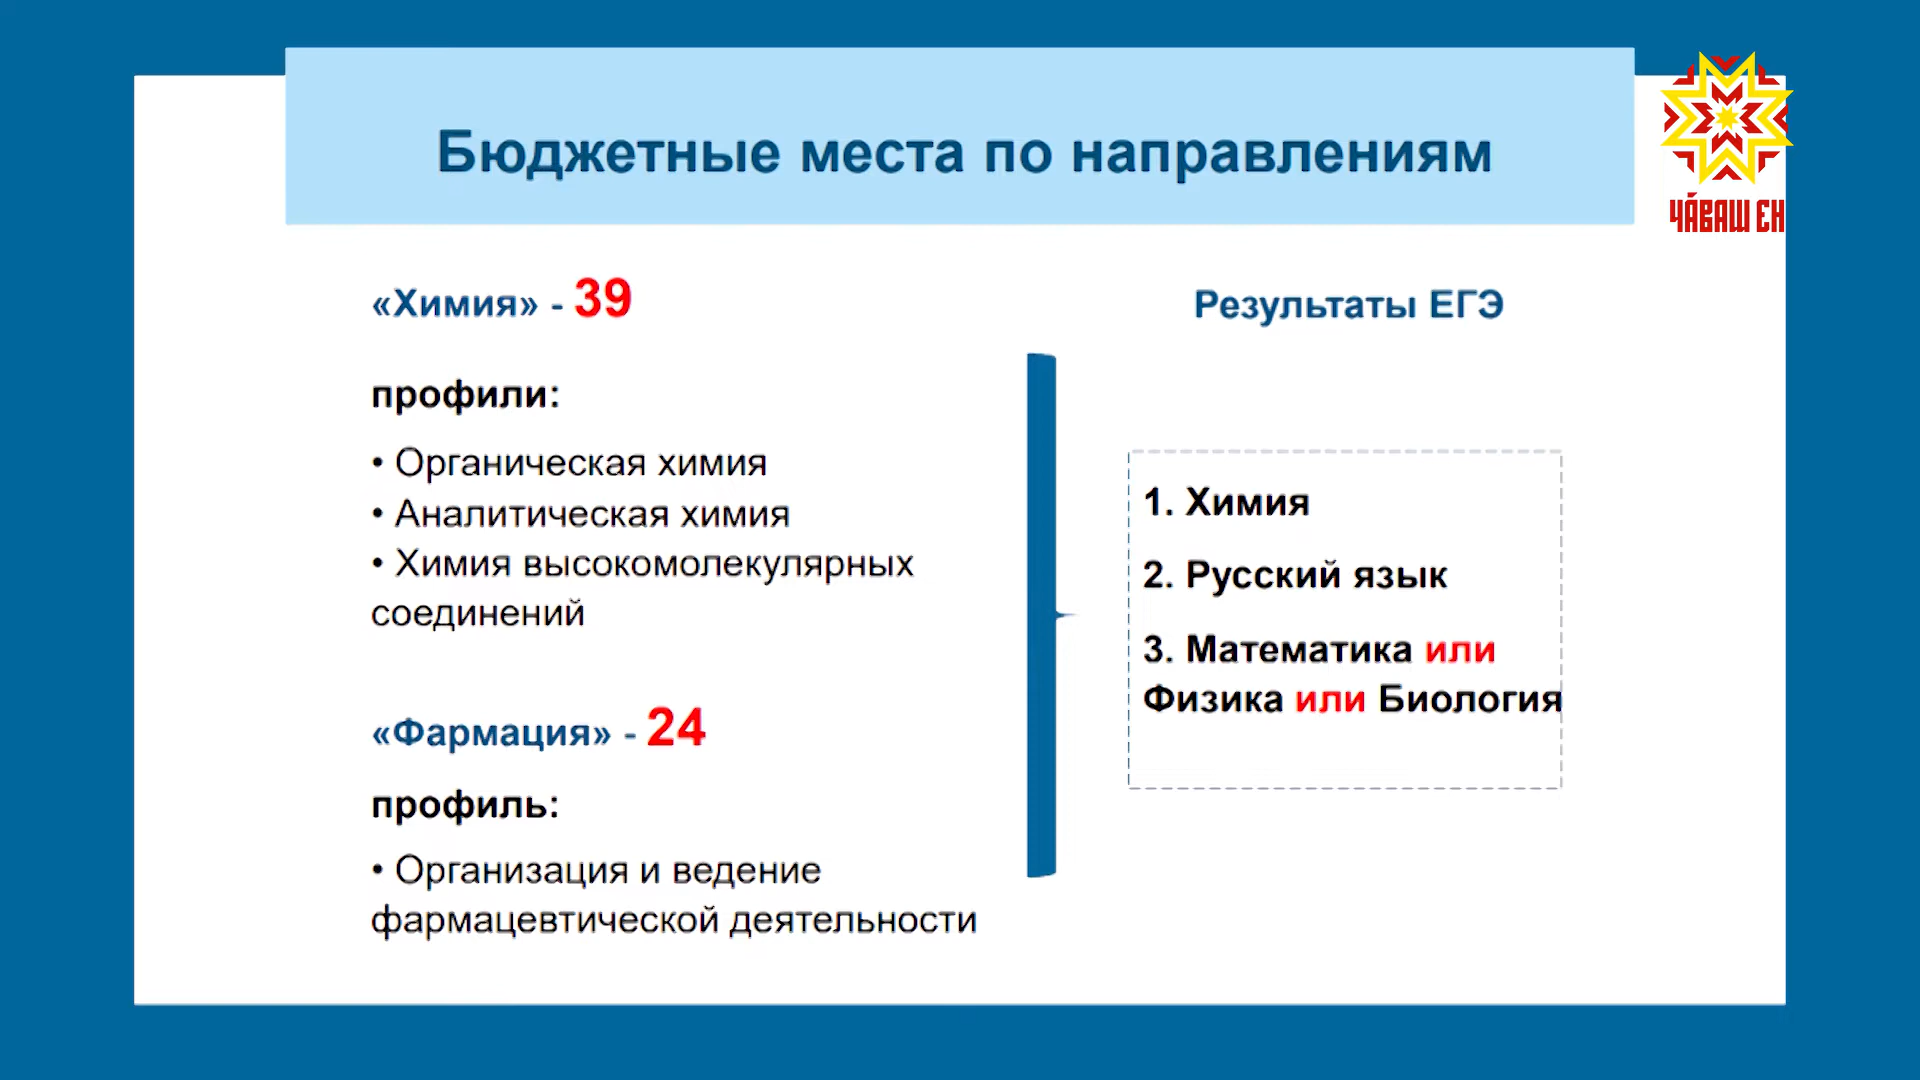 Бюджетные места по направлениям
ЧӐВАШ ЕН
«Химия» - 39
профили:
• Органическая химия
• Аналитическая химия
• Химия высокомолекулярных
соединений
«Фармация» - 24
профиль:
• Организация и ведение
фармацевтической деятельности
Результаты ЕГЭ
1. Химия
2. Русский язык
3. Математика или
Физика или Биология